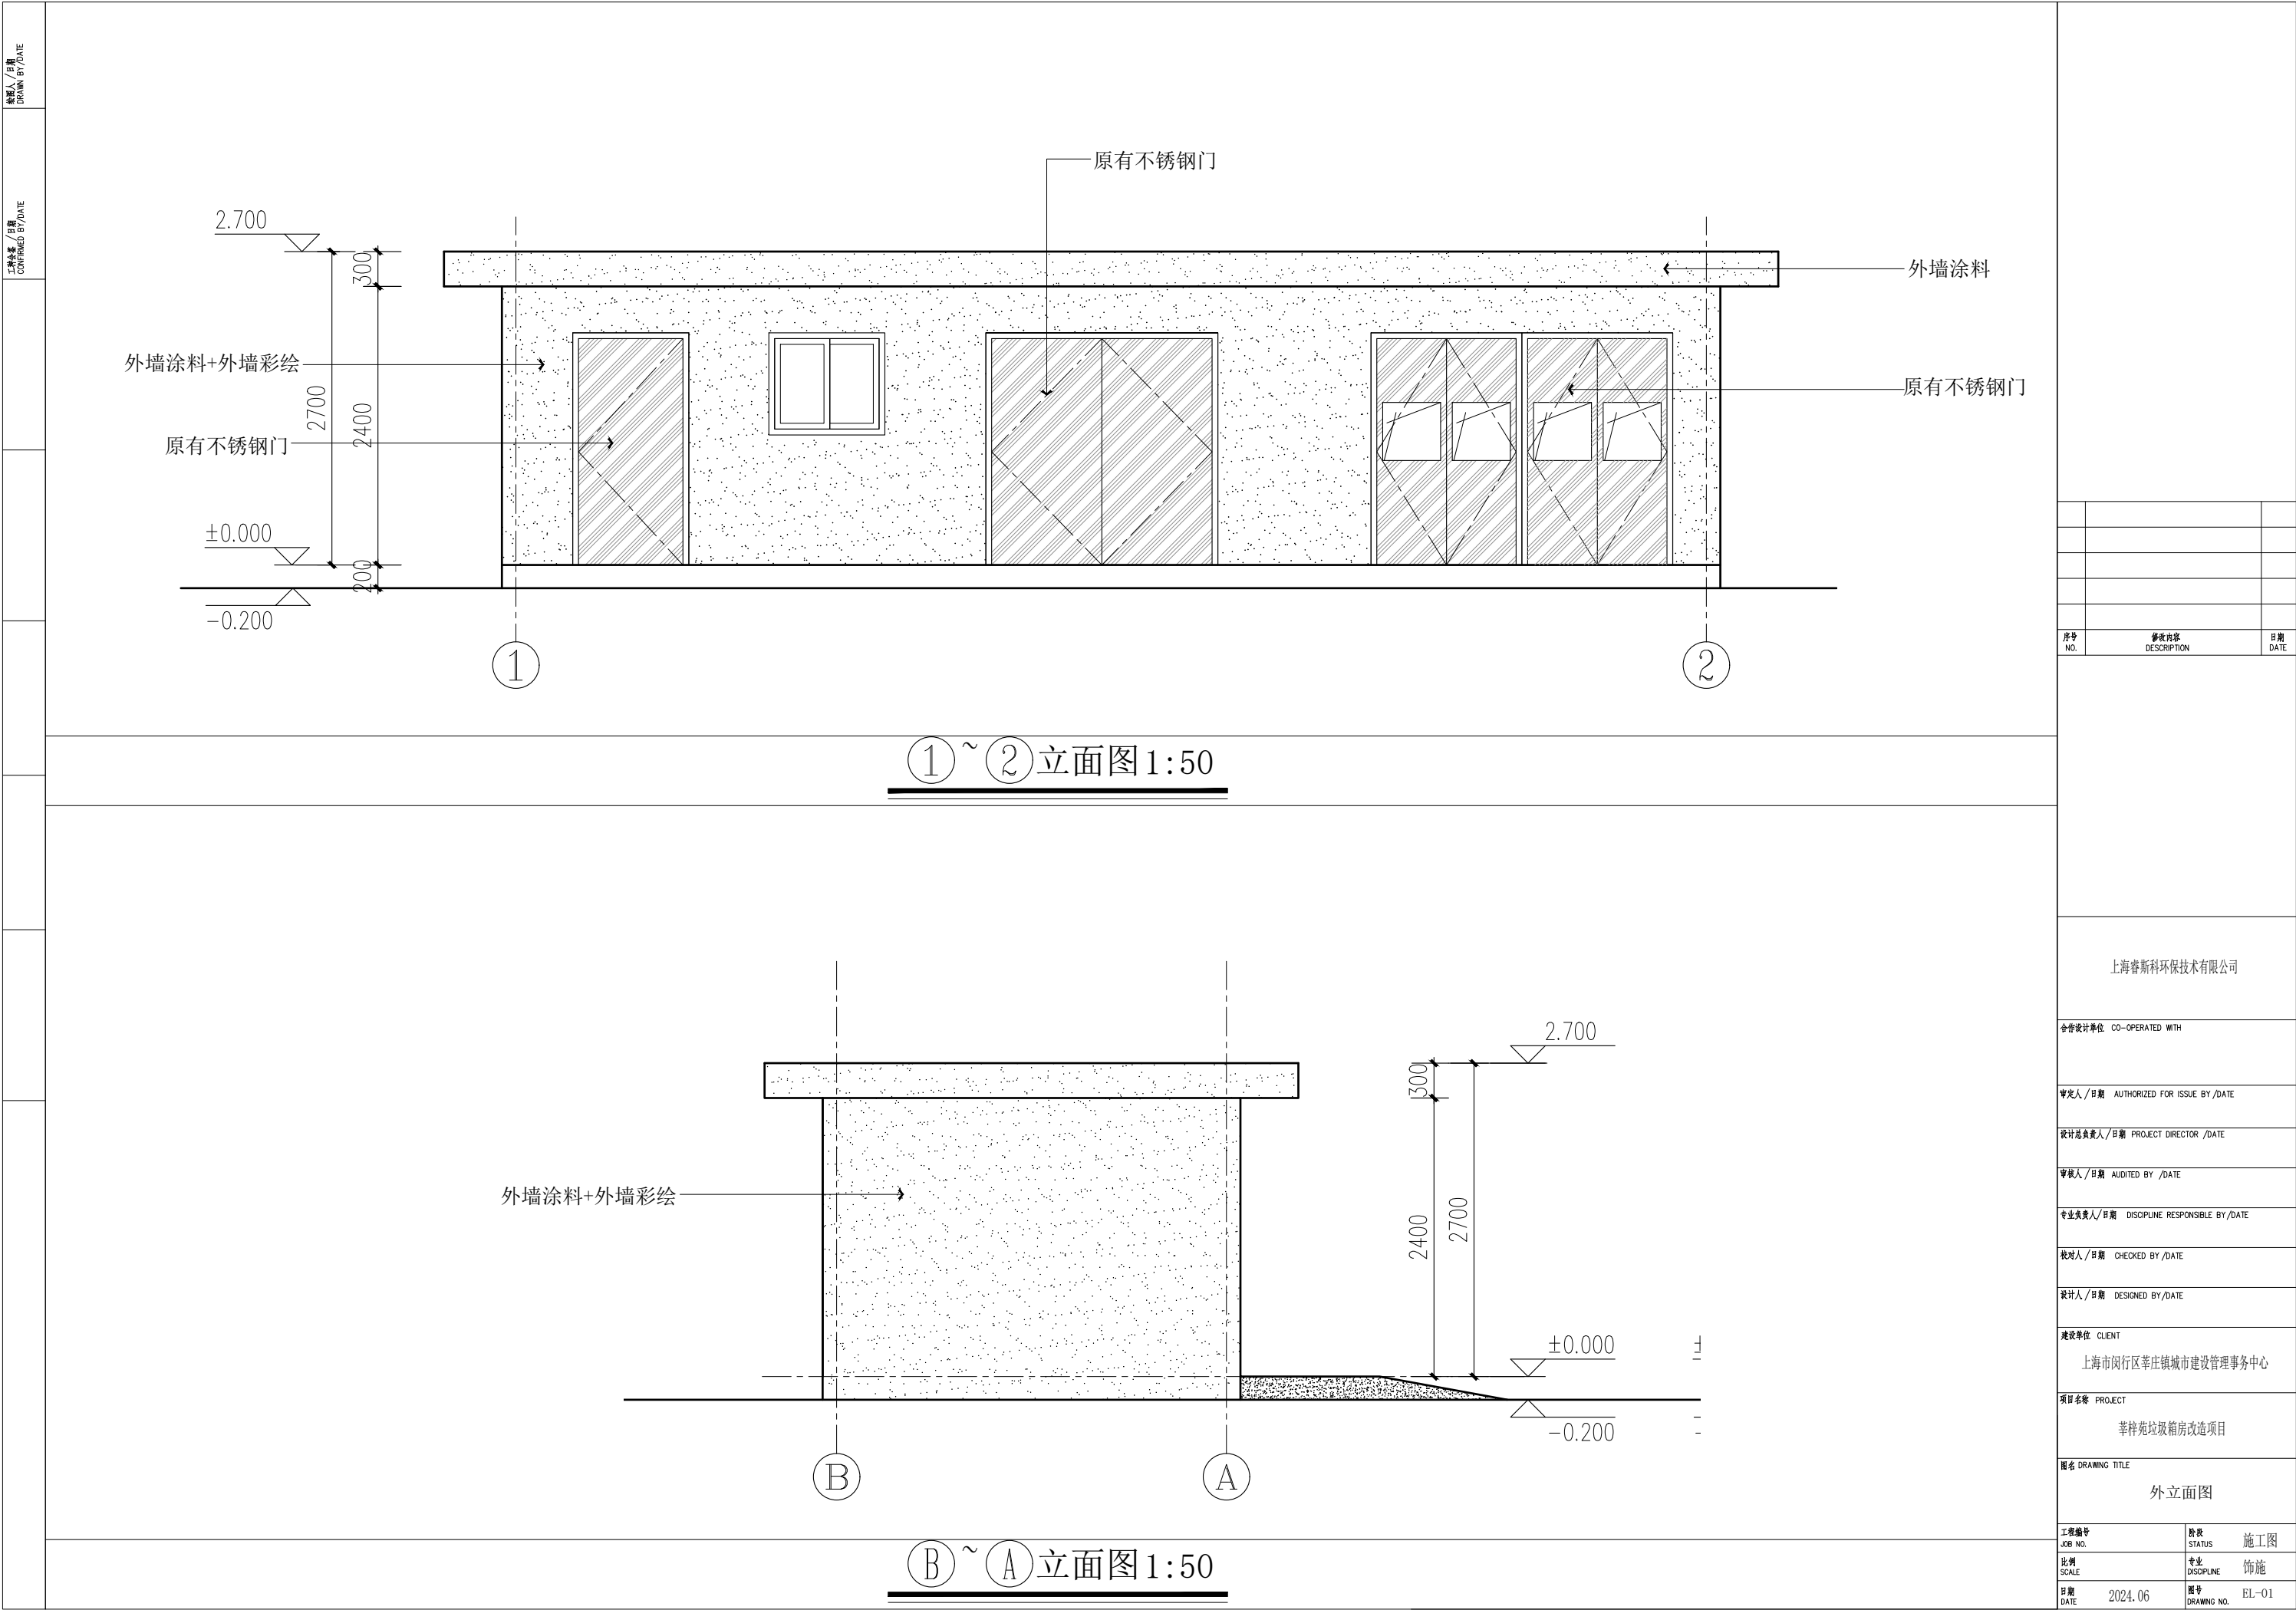 绘图人/日期
DRAWN BY/DATE
工种会签/日期
CONFIRMED BY/DATE
原有不锈钢门
2.700
300
外墙涂料
外墙涂料+外墙彩绘
2700
2400
原有不锈钢门
原有不锈钢门
±0.000
200
-0.200
1
2
1~2立面图1:50
2.700
300
外墙涂料+外墙彩绘
2400
2700
±0.000
±
-0.200
-
B
A
B~A立面图1:50
序号
NO.
修改内容
DESCRIPTION
日期
DATE
上海睿斯科环保技术有限公司
合作设计单位 CO-OPERATED WITH
审定人/日期 AUTHORIZED FOR ISSUE BY/DATE
设计总负责人/日期 PROJECT DIRECTOR /DATE
审核人/日期 AUDITED BY /DATE
专业负责人/日期 DISCIPLINE RESPONSIBLE BY/DATE
校对人/日期 CHECKED BY/DATE
设计人/日期 DESIGNED BY/DATE
建设单位 CLIENT
上海市闵行区莘庄镇城市建设管理事务中心
项目名称 PROJECT
莘梓苑垃圾箱房改造项目
图名 DRAWING TITLE
外立面图
工程编号
JOB NO.
阶段
STATUS
施工图
比例
SCALE
专业
DISCIPLINE
饰施
日期
DATE
2024.06
图号
DRAWING NO.
EL-01